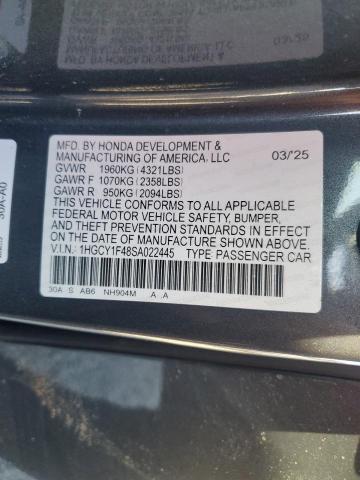 MFD. BY HONDA DEVELOPMENT &
MANUFACTURING OF AMERICA, LLC 03/'25
GVWR 1960KG (4321LBS)
GAWR F 1070KG (2358LBS)
GAWR R 950KG (2094LBS)
THIS VEHICLE CONFORMS TO ALL APPLICABLE
FEDERAL MOTOR VEHICLE SAFETY, BUMPER,
AND THEFT PREVENTION STANDARDS IN EFFECT
ON THE DATE OF MANUFACTURE SHOWN ABOVE.
V.I.N.: 1HGCY1F48SA022445 TYPE: PASSENGER CAR
30A S AB6 NH904M A A
30A-A0